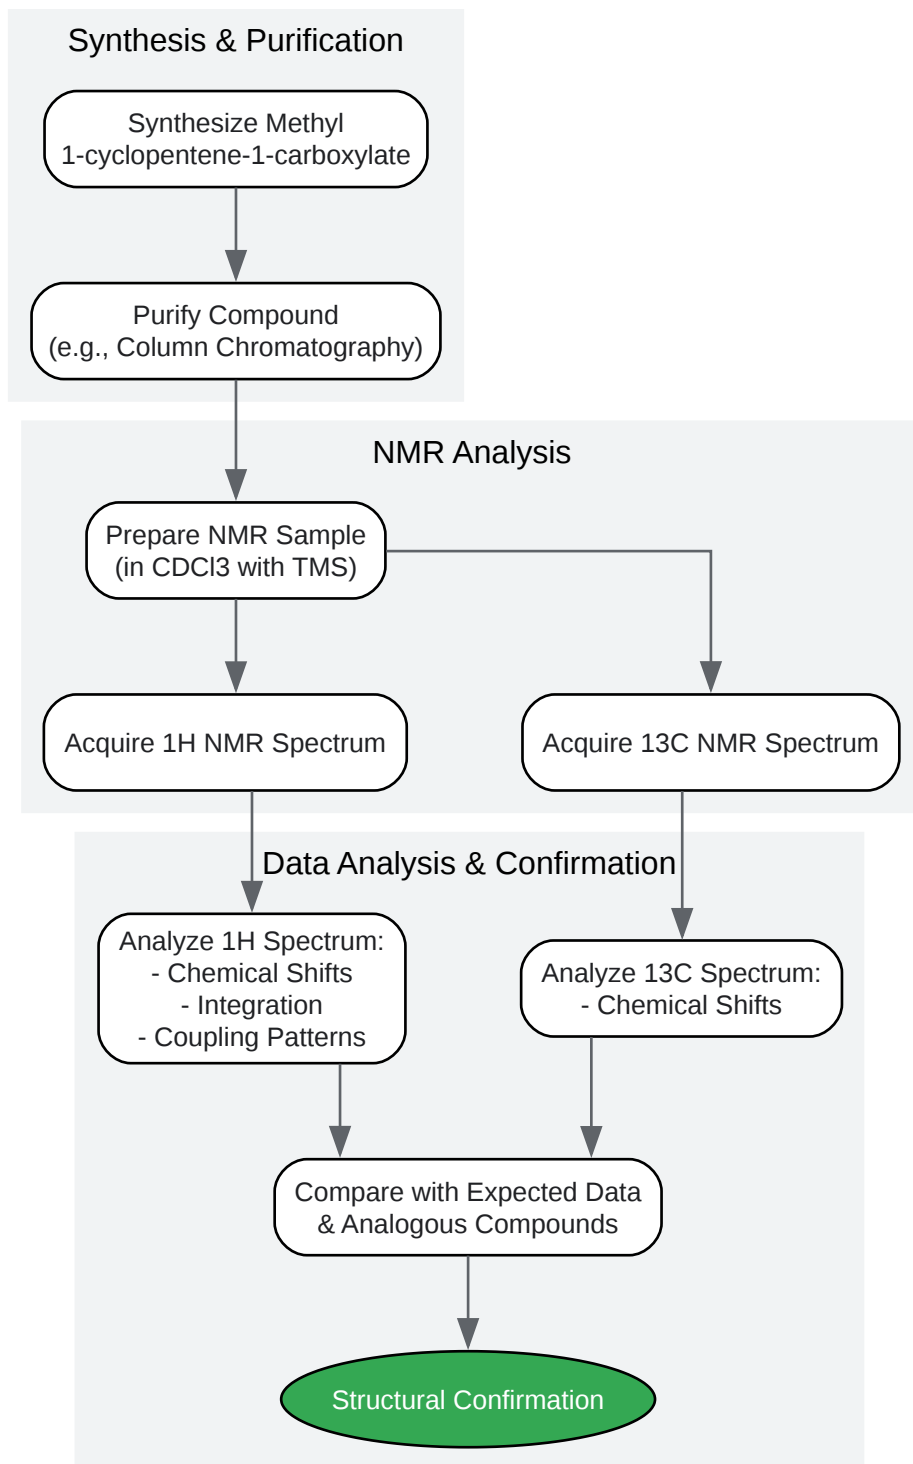 Synthesis & Purification
Synthesize Methyl
1-cyclopentene-1-carboxylate
Purify Compound
(e.g., Column Chromatography)
NMR Analysis
Prepare NMR Sample
(in CDCl3 with TMS)
Acquire 1H NMR Spectrum
Acquire 13C NMR Spectrum
Data Analysis & Confirmation
Analyze 1H Spectrum:
- Chemical Shifts
- Integration
- Coupling Patterns
Analyze 13C Spectrum:
- Chemical Shifts
Compare with Expected Data
& Analogous Compounds
Structural Confirmation